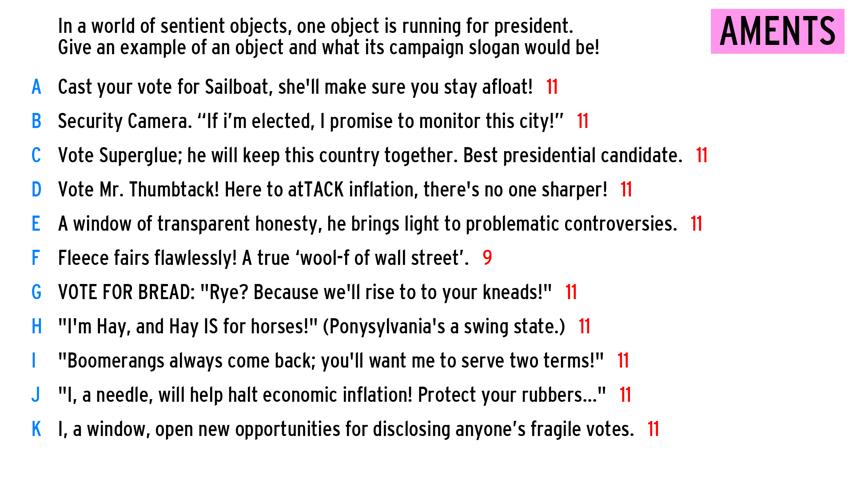 In a world of sentient objects, one object is running for president.
Give an example of an object and what its campaign slogan would be!
AMENTS
A Cast your vote for Sailboat, she'll make sure you stay afloat! 11
B Security Camera. “If i’m elected, I promise to monitor this city!” 11
C Vote Superglue; he will keep this country together. Best presidential candidate. 11
D Vote Mr. Thumbtack! Here to atTACK inflation, there's no one sharper! 11
E A window of transparent honesty, he brings light to problematic controversies. 11
F Fleece fairs flawlessly! A true ‘wool-f of wall street’. 9
G VOTE FOR BREAD: "Rye? Because we'll rise to to your kneads!" 11
H "I'm Hay, and Hay IS for horses!" (Ponysylvania's a swing state.) 11
I "Boomerangs always come back; you'll want me to serve two terms!" 11
J "I, a needle, will help halt economic inflation! Protect your rubbers..." 11
K I, a window, open new opportunities for disclosing anyone’s fragile votes. 11